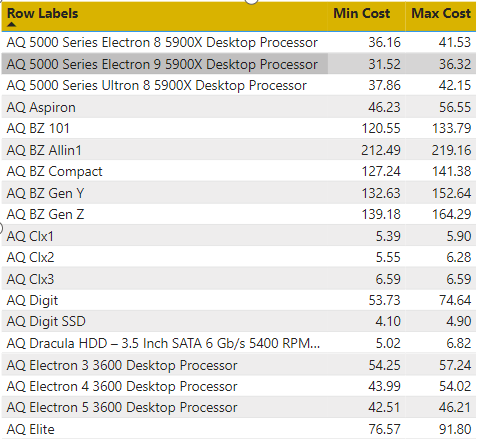 Row Labels Min Cost Max Cost
AQ 5000 Series Electron 8 5900X Desktop Processor 36.16 41.53
AQ 5000 Series Electron 9 5900X Desktop Processor 31.52 36.32
AQ 5000 Series Ultron 8 5900X Desktop Processor 37.86 42.15
AQ Aspiron 46.23 56.55
AQ BZ 101 120.55 133.79
AQ BZ Allin1 212.49 219.16
AQ BZ Compact 127.24 141.38
AQ BZ Gen Y 132.63 152.64
AQ BZ Gen Z 139.18 164.29
AQ Clx1 5.39 5.90
AQ Clx2 5.55 6.28
AQ Clx3 6.59 6.59
AQ Digit 53.73 74.64
AQ Digit SSD 4.10 4.90
AQ Dracula HDD – 3.5 Inch SATA 6 Gb/s 5400 RPM... 5.02 6.82
AQ Electron 3 3600 Desktop Processor 54.25 57.24
AQ Electron 4 3600 Desktop Processor 43.99 54.02
AQ Electron 5 3600 Desktop Processor 42.51 46.21
AQ Elite 76.57 91.80